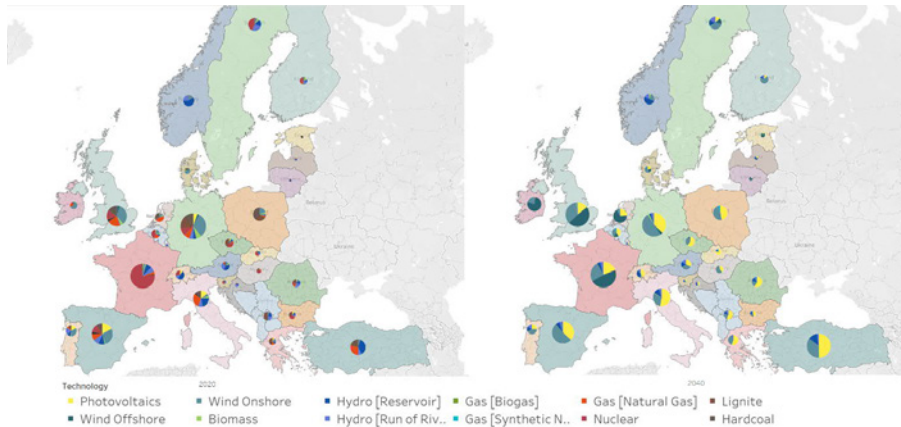 Belarus
Ukraine
Ukraine
2020
2040
Technology
Photovoltaics
Wind Onshore
Hydro [Reservoir]
Gas [Biogas]
Gas [Natural Gas]
Lignite
Wind Offshore
Biomass
Hydro [Run of Riv..
Gas [Synthetic N...
Nuclear
Hardcoal